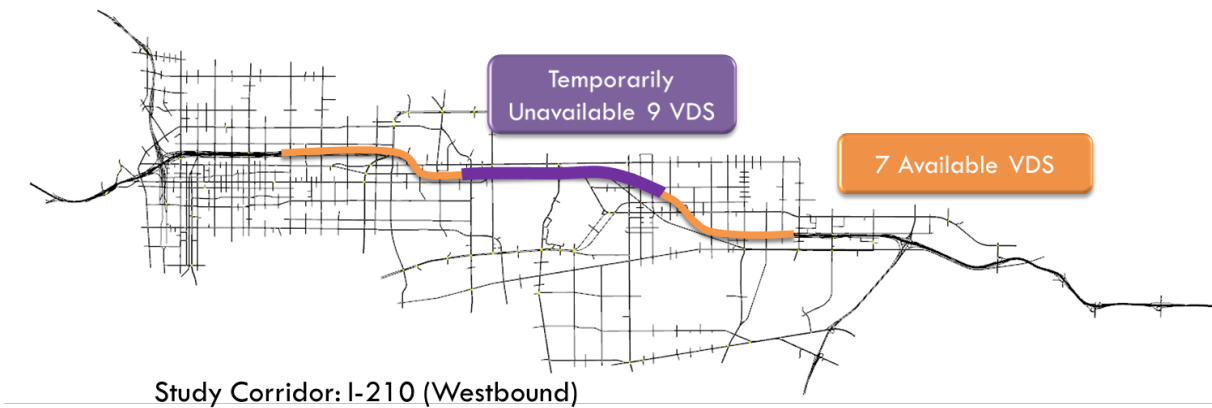 Temporarily
Unavailable 9 VDS
7 Available VDS
Study Corridor: I-210 (Westbound)